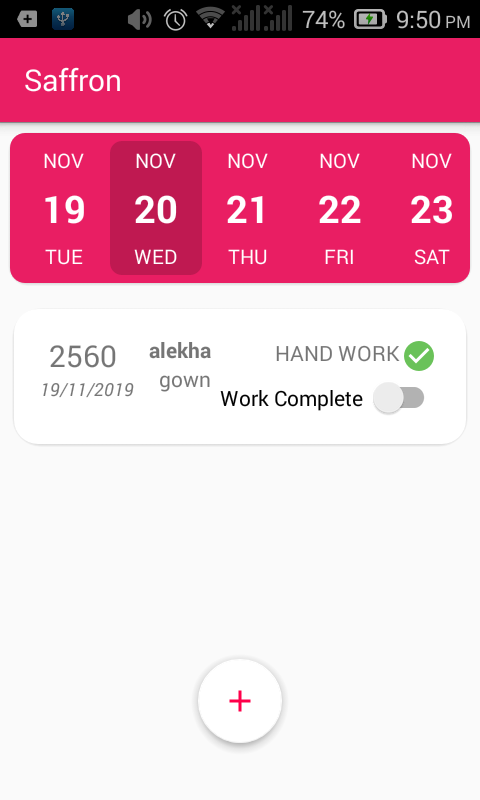 74% 9:50 PM
Saffron
NOV NOV NOV NOV NOV
19 20 21 22 23
TUE WED THU FRI SAT
2560 alekha HAND WORK
19/11/2019 gown
Work Complete